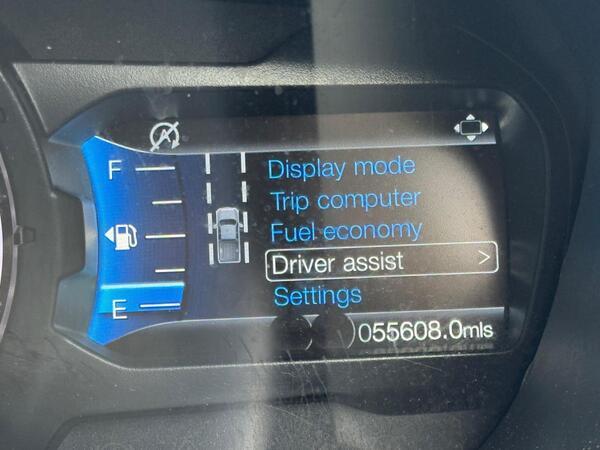 F
Display mode
Trip computer
Fuel economy
Driver assist >
E
Settings
055608.0mls